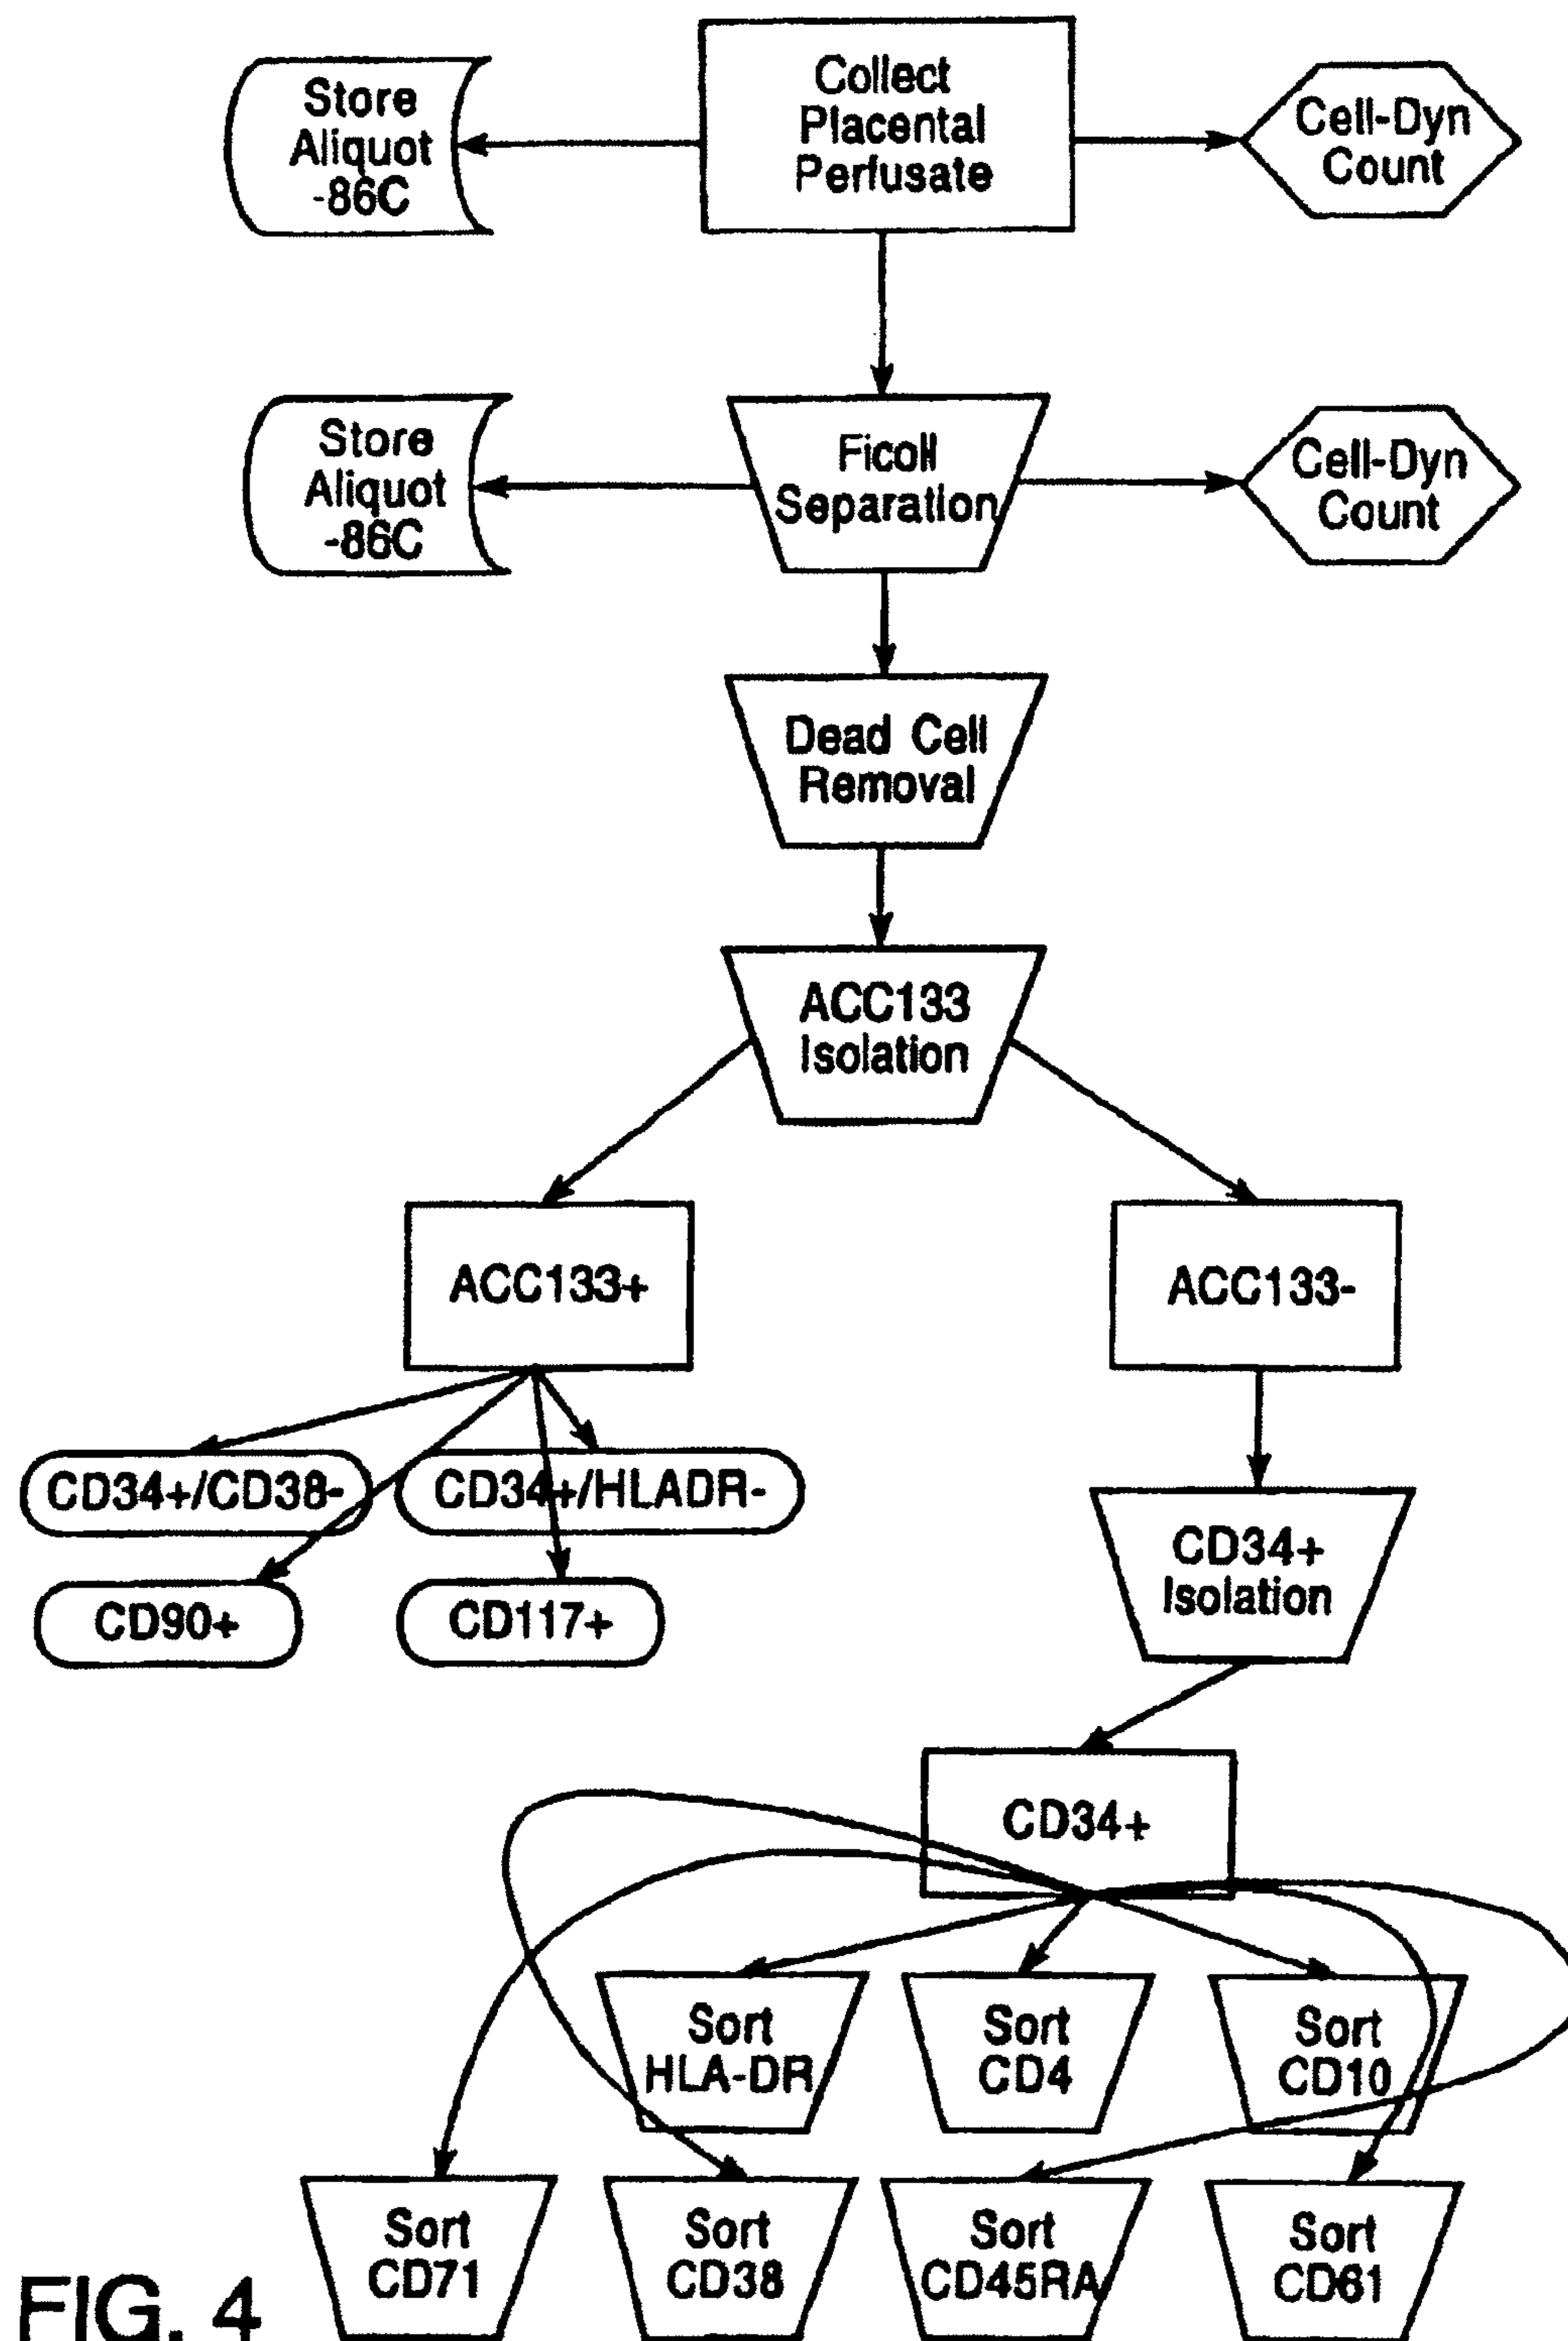 Store
Aliquot
-86C
Collect
Placental
Perfusate
Cell-Dyn
Count
Store
Aliquot
-86C
Ficoll
Separation
Cell-Dyn
Count
Dead Cell
Removal
ACC133
Isolation
ACC133+
ACC133-
CD34+/CD38-
CD34+/HLADR-
CD90+
CD117+
CD34+
Isolation
CD34+
Sort
HLA-DR
Sort
CD4
Sort
CD10
Sort
CD71
Sort
CD38
Sort
CD45RA
Sort
CD61
FIG. 4